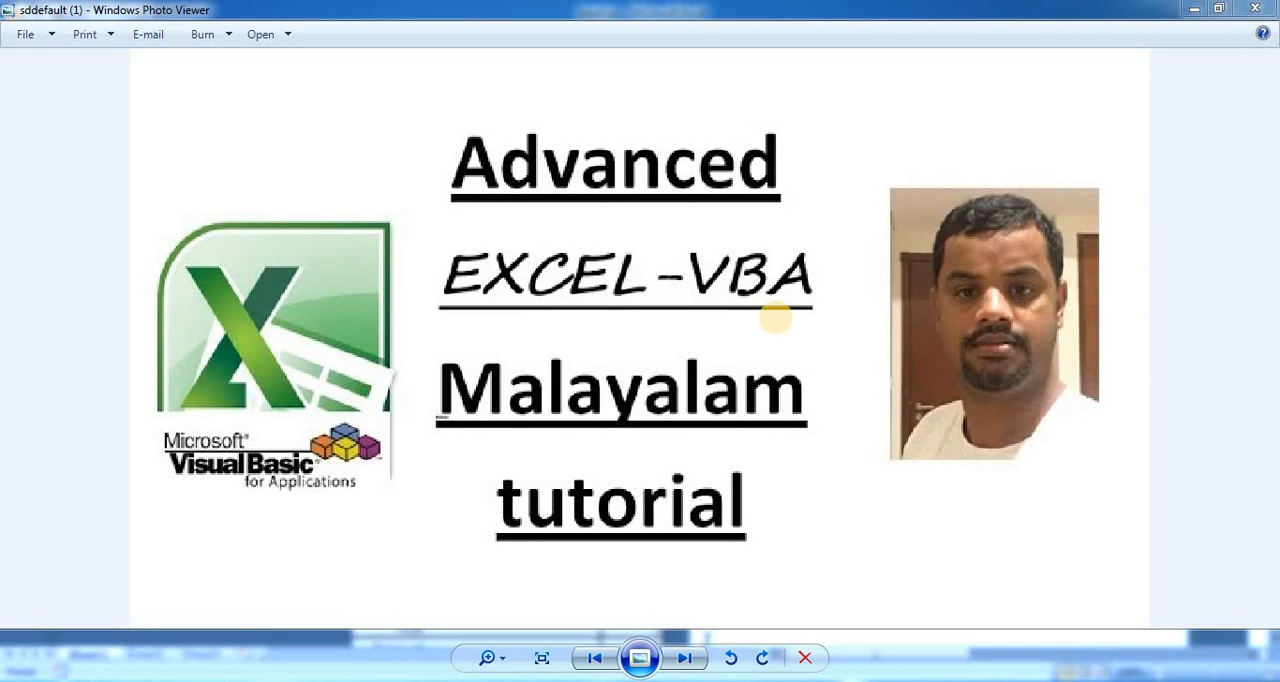 sddefault (1) - Windows Photo Viewer
File Print E-mail Burn Open
Advanced
EXCEL-VBA
Malayalam
tutorial
Microsoft®
Visual Basic®
for Applications